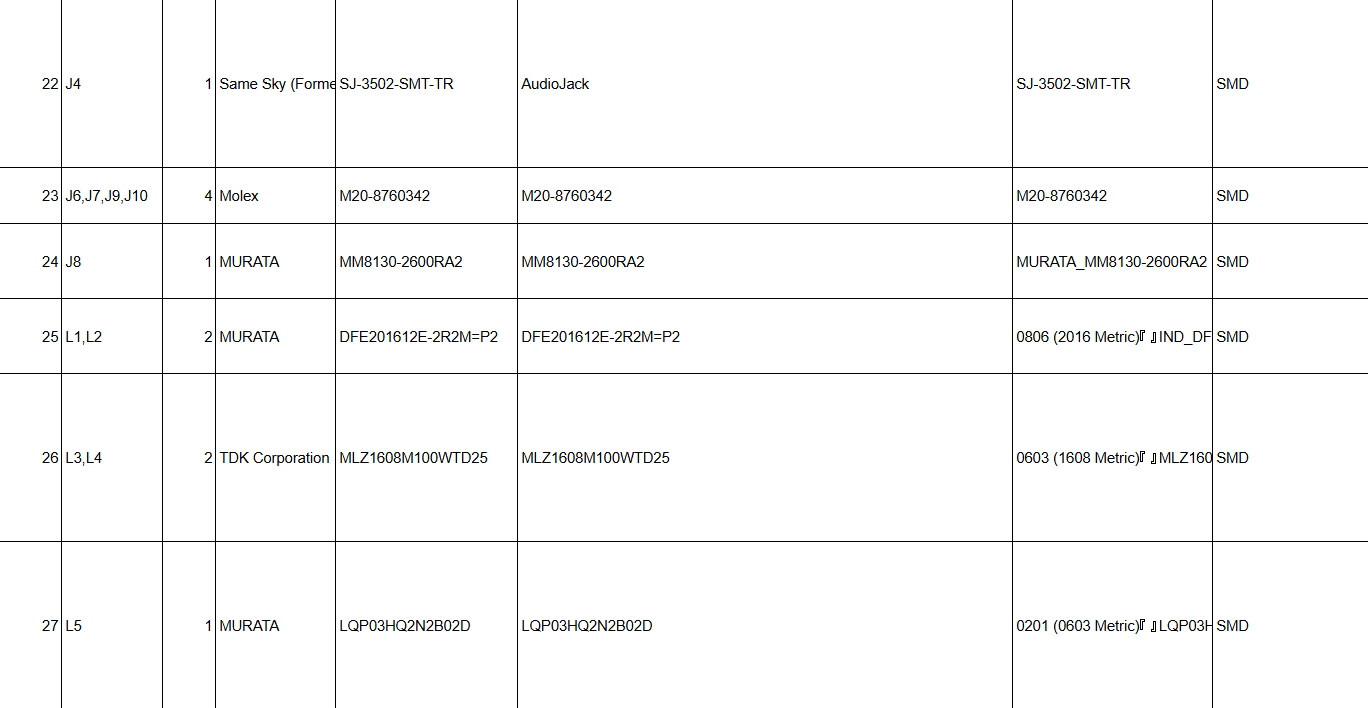 22 J4 1 Same Sky (Forme SJ-3502-SMT-TR AudioJack SJ-3502-SMT-TR SMD
23 J6,J7,J9,J10 4 Molex M20-8760342 M20-8760342 M20-8760342 SMD
24 J8 1 MURATA MM8130-2600RA2 MM8130-2600RA2 MURATA_MM8130-2600RA2 SMD
25 L1,L2 2 MURATA DFE201612E-2R2M=P2 DFE201612E-2R2M=P2 0806 (2016 Metric)『 』IND_DF SMD
26 L3,L4 2 TDK Corporation MLZ1608M100WTD25 MLZ1608M100WTD25 0603 (1608 Metric)『 』MLZ160 SMD
27 L5 1 MURATA LQP03HQ2N2B02D LQP03HQ2N2B02D 0201 (0603 Metric)『 』LQP03H SMD